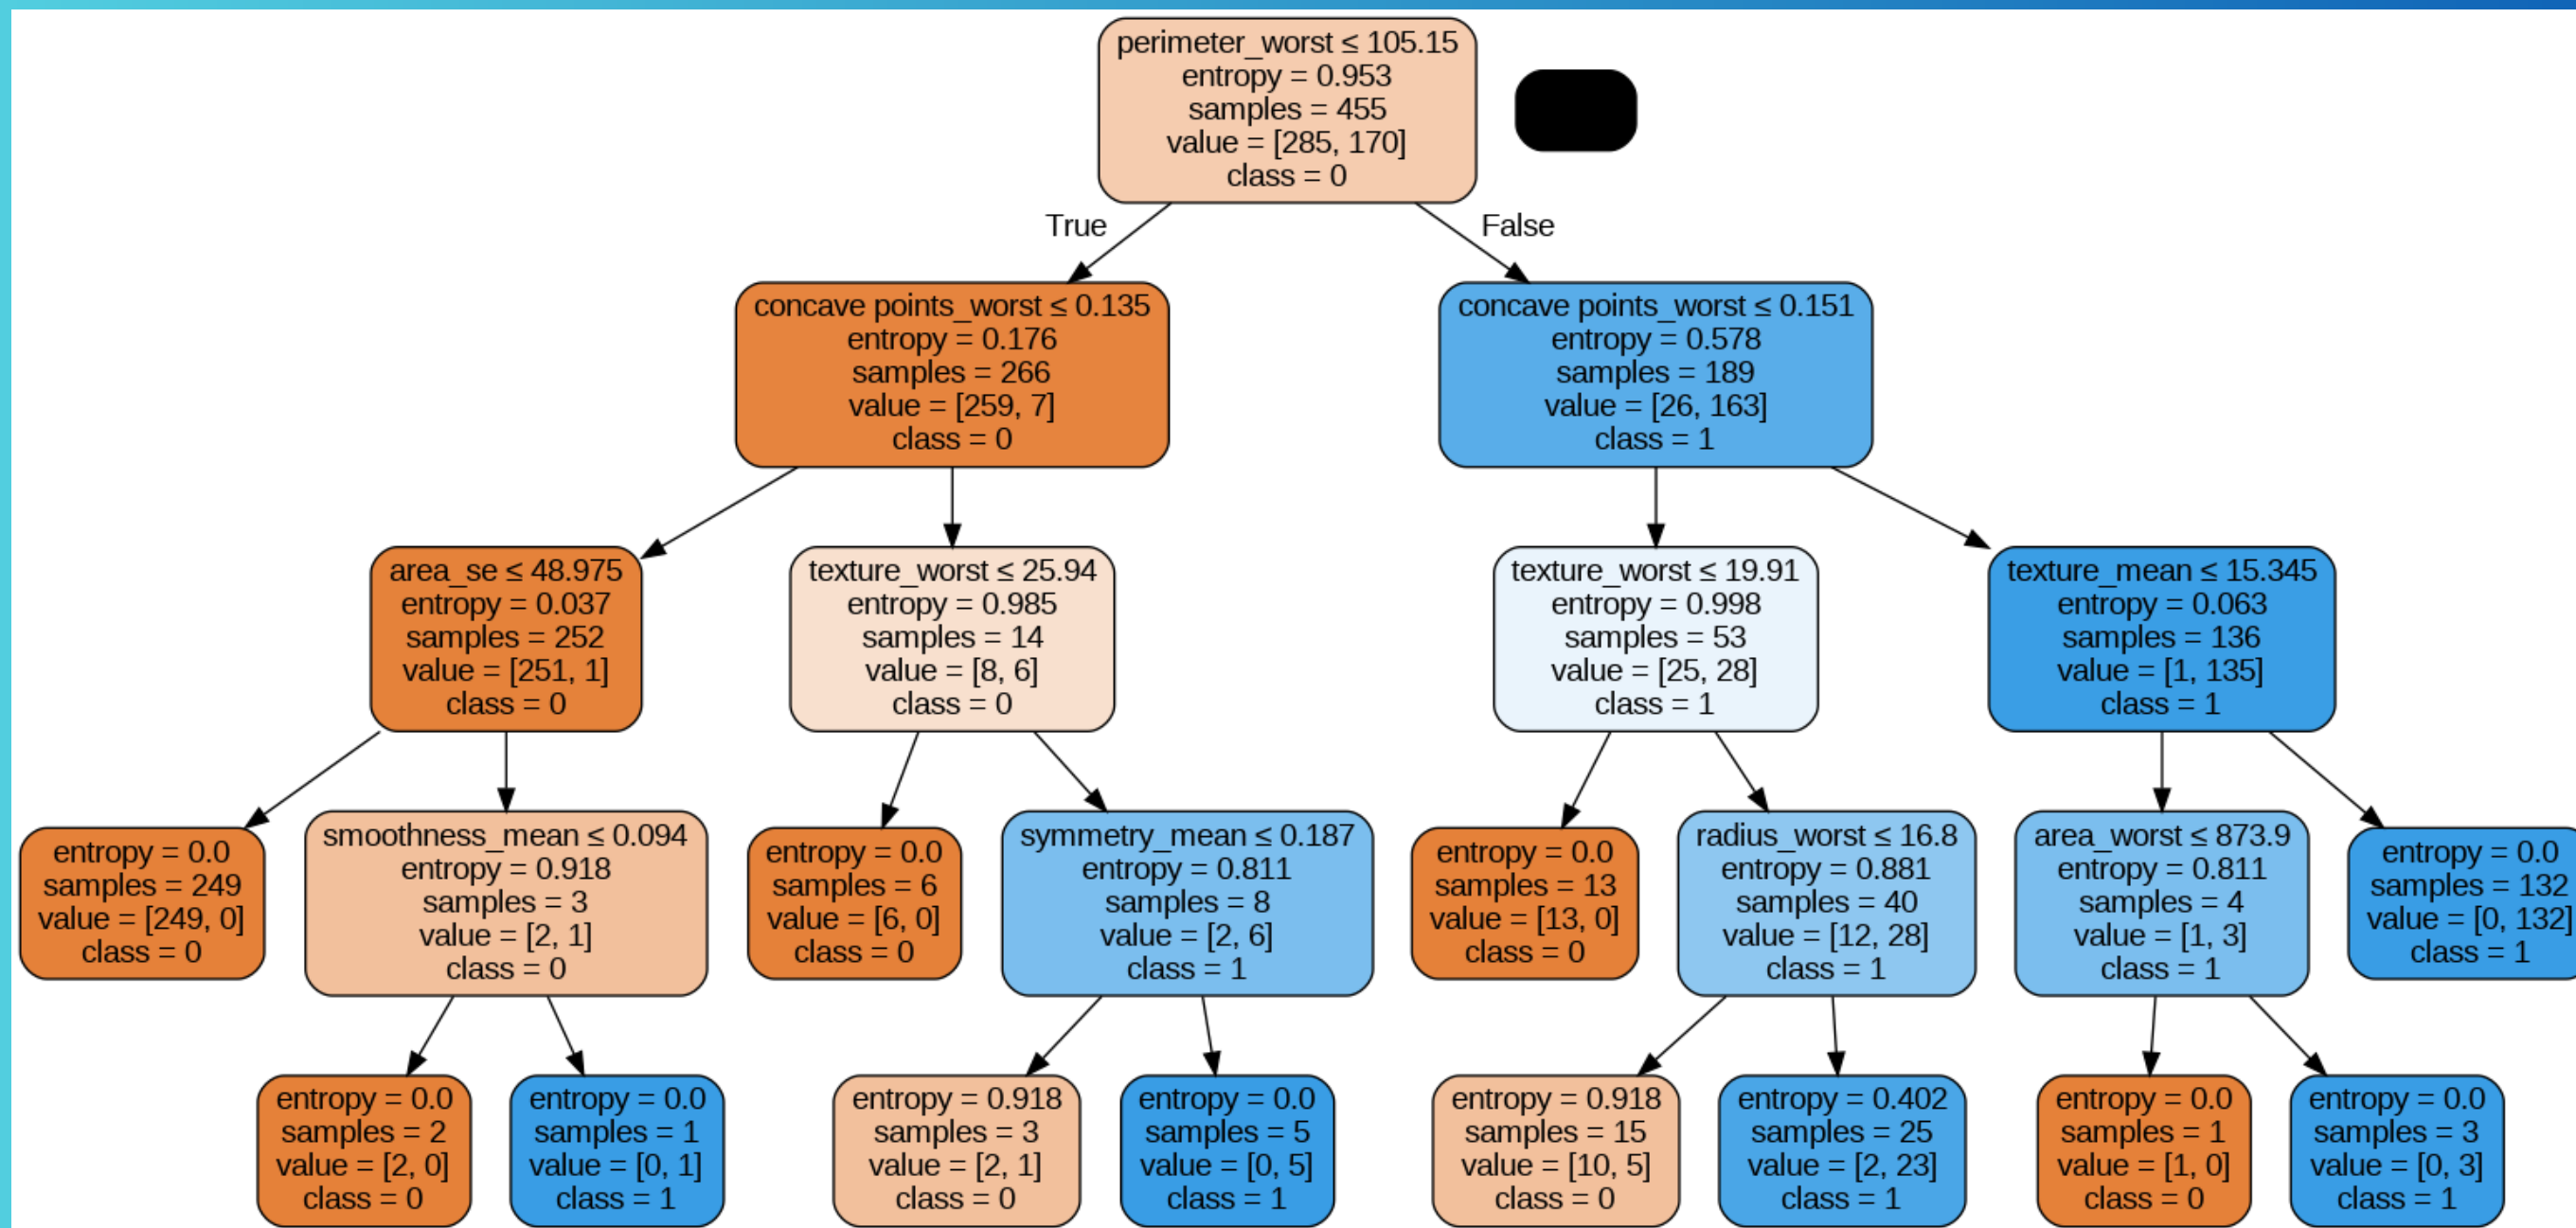 perimeter_worst ≤ 105.15
entropy = 0.953
samples = 455
value = [285, 170]
class = 0
True
False
concave points_worst ≤ 0.135
entropy = 0.176
samples = 266
value = [259, 7]
class = 0
concave points_worst ≤ 0.151
entropy = 0.578
samples = 189
value = [26, 163]
class = 1
area_se ≤ 48.975
entropy = 0.037
samples = 252
value = [251, 1]
class = 0
texture_worst ≤ 25.94
entropy = 0.985
samples = 14
value = [8, 6]
class = 0
texture_worst ≤ 19.91
entropy = 0.998
samples = 53
value = [25, 28]
class = 1
texture_mean ≤ 15.345
entropy = 0.063
samples = 136
value = [1, 135]
class = 1
entropy = 0.0
samples = 249
value = [249, 0]
class = 0
smoothness_mean ≤ 0.094
entropy = 0.918
samples = 3
value = [2, 1]
class = 0
entropy = 0.0
samples = 6
value = [6, 0]
class = 0
symmetry_mean ≤ 0.187
entropy = 0.811
samples = 8
value = [2, 6]
class = 1
entropy = 0.0
samples = 13
value = [13, 0]
class = 0
radius_worst ≤ 16.8
entropy = 0.881
samples = 40
value = [12, 28]
class = 1
area_worst ≤ 873.9
entropy = 0.811
samples = 4
value = [1, 3]
class = 1
entropy = 0.0
samples = 132
value = [0, 132]
class = 1
entropy = 0.0
samples = 2
value = [2, 0]
class = 0
entropy = 0.0
samples = 1
value = [0, 1]
class = 1
entropy = 0.918
samples = 3
value = [2, 1]
class = 0
entropy = 0.0
samples = 5
value = [0, 5]
class = 1
entropy = 0.918
samples = 15
value = [10, 5]
class = 0
entropy = 0.402
samples = 25
value = [2, 23]
class = 1
entropy = 0.0
samples = 1
value = [1, 0]
class = 0
entropy = 0.0
samples = 3
value = [0, 3]
class = 1